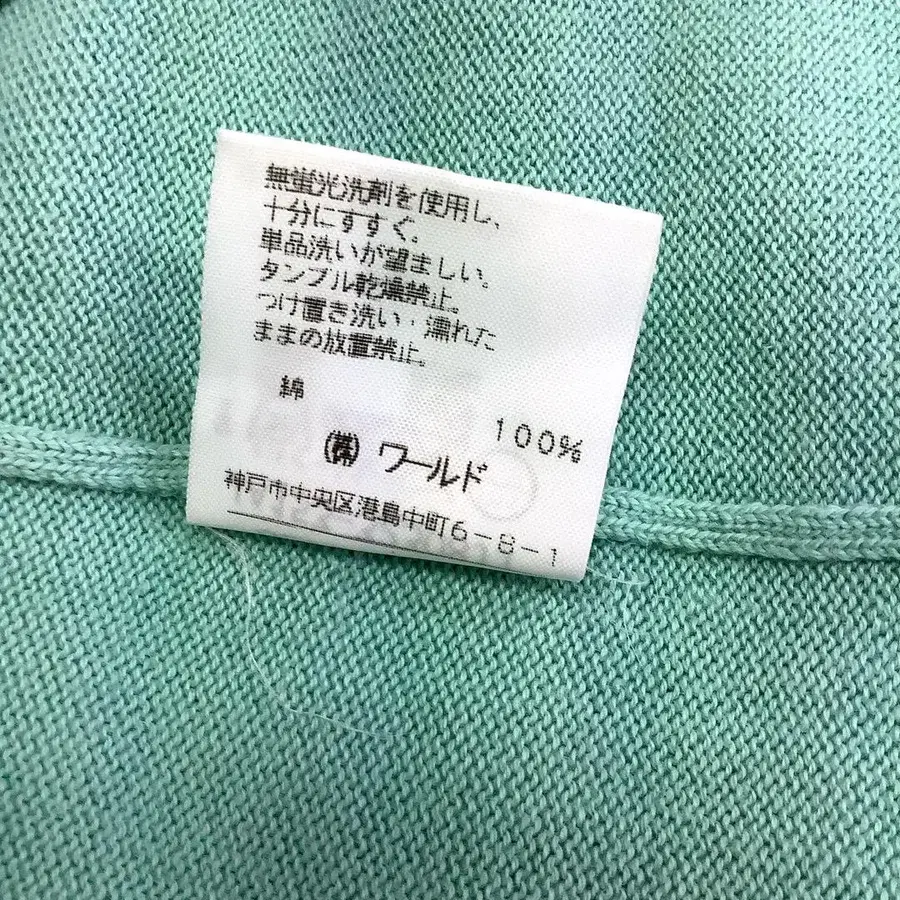 無蛍光洗剤を使用し、
十分にすすぐ。
単品洗いが望ましい。
タンブル乾燥禁止。
つけ置き洗い・濡れた
ままの放置禁止。
綿 100%
㈱ ワールド
神戸市中央区港島中町6-8-1